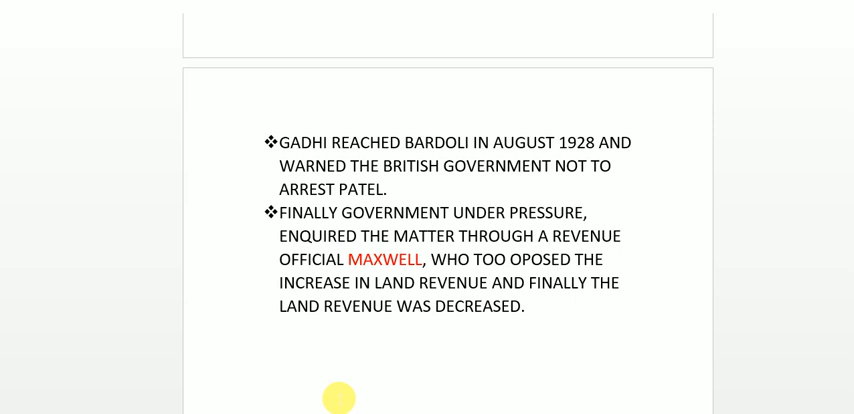 ❖GADHI REACHED BARDOLI IN AUGUST 1928 AND
WARNED THE BRITISH GOVERNMENT NOT TO
ARREST PATEL.
❖FINALLY GOVERNMENT UNDER PRESSURE,
ENQUIRED THE MATTER THROUGH A REVENUE
OFFICIAL MAXWELL, WHO TOO OPOSED THE
INCREASE IN LAND REVENUE AND FINALLY THE
LAND REVENUE WAS DECREASED.